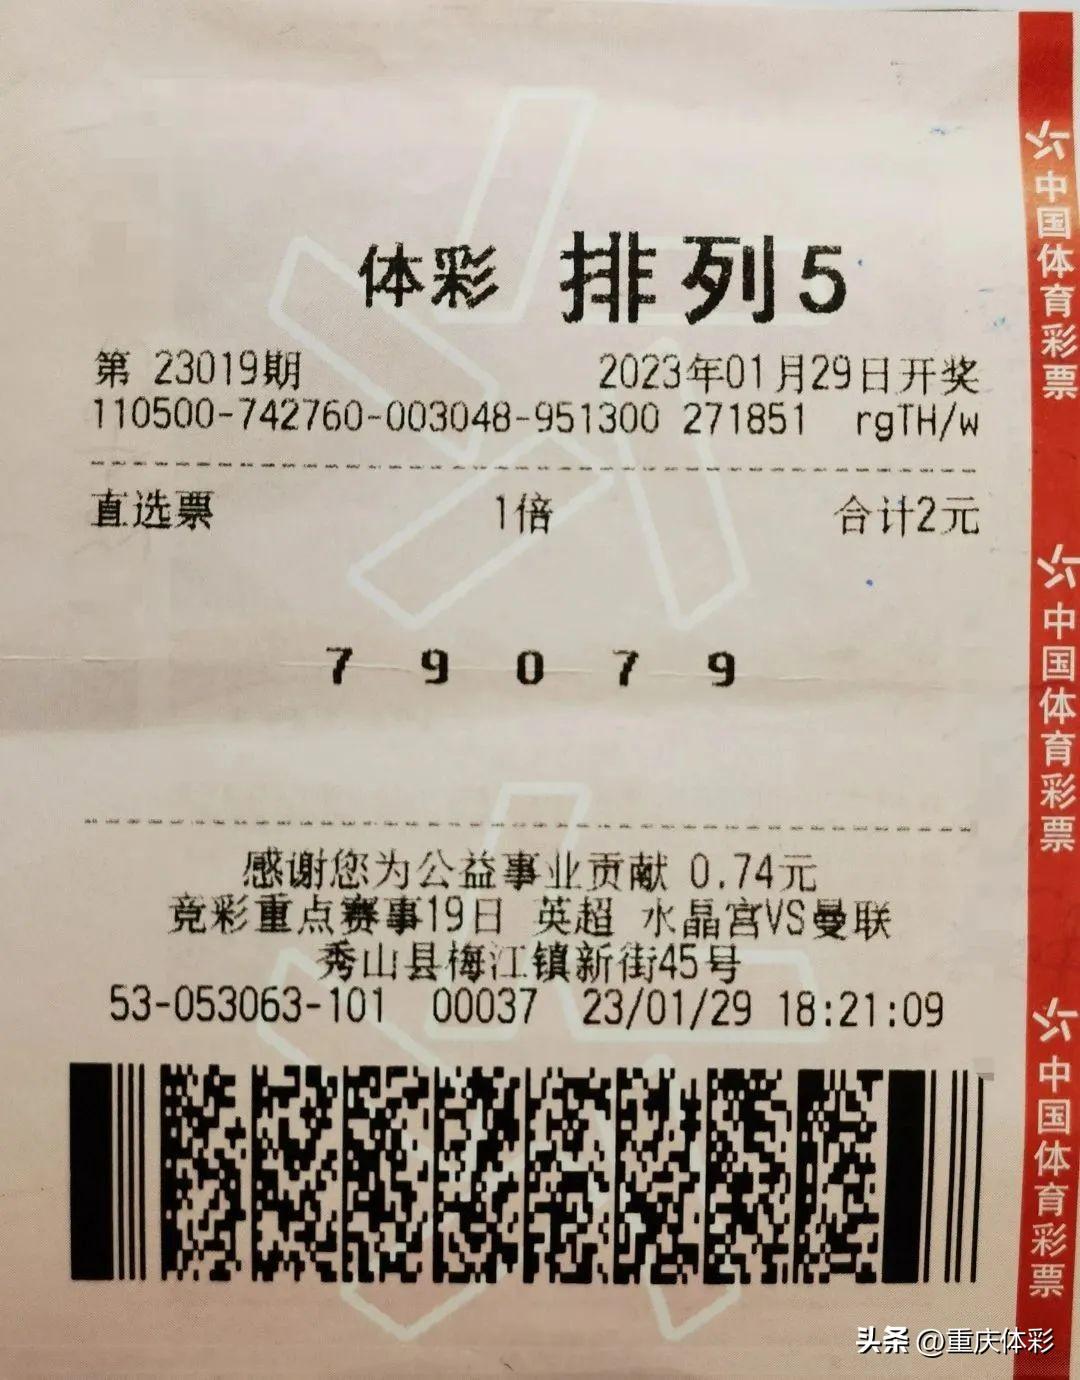 体彩 排列5
第 23019期 2023年01月29日开奖
110500-742760-003048-951300 271851 rgTH/w
直选票 1倍 合计2元
7 9 0 7 9
感谢您为公益事业贡献 0.74元
竞彩重点赛事19日 英超 水晶宫VS曼联
秀山县梅江镇新街45号
53-053063-101 00037 23/01/29 18:21:09
中国体育彩票
中国体育彩票
中国体育彩票
头条 @重庆体彩